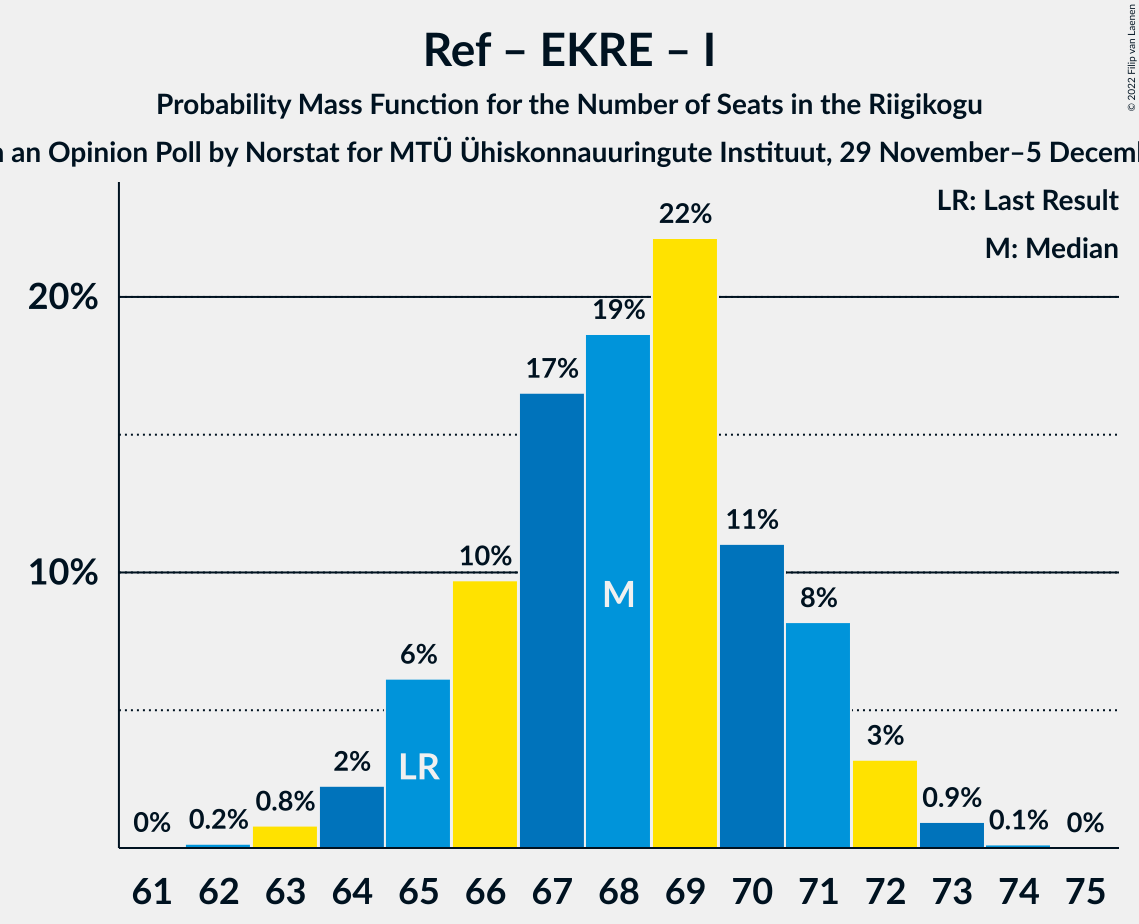 Ref – EKRE – I
Probability Mass Function for the Number of Seats in the Riigikogu
an Opinion Poll by Norstat for MTÜ Ühiskonnauuringute Instituut, 29 November–5
© 2022 Filip van Laenen
LR: Last Result
M: Median
20%
10%
0%
0.2%
0.8%
2%
6%
10%
17%
19%
22%
11%
8%
3%
0.9%
0.1%
0%
LR
M
61 62 63 64 65 66 67 68 69 70 71 72 73 74 75